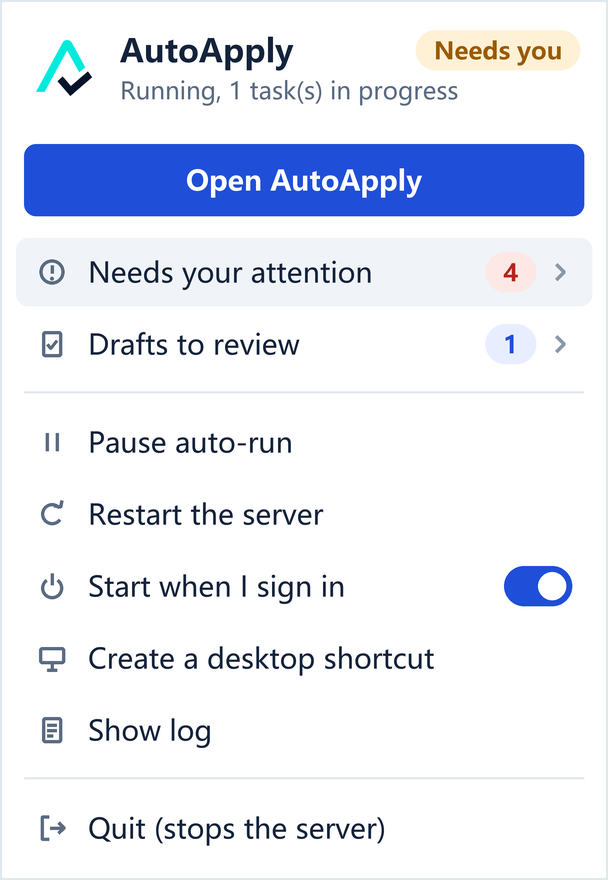 AutoApply
Needs you
Running, 1 task(s) in progress
Open AutoApply
Needs your attention 4
Drafts to review 1
Pause auto-run
Restart the server
Start when I sign in
Create a desktop shortcut
Show log
Quit (stops the server)